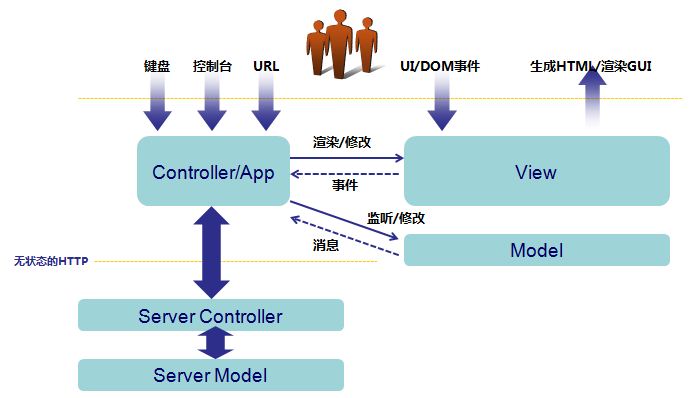 键盘
控制台
URL
UI/DOM事件
生成HTML/渲染GUI
Controller/App
渲染/修改
事件
View
监听/修改
消息
Model
无状态的HTTP
Server Controller
Server Model